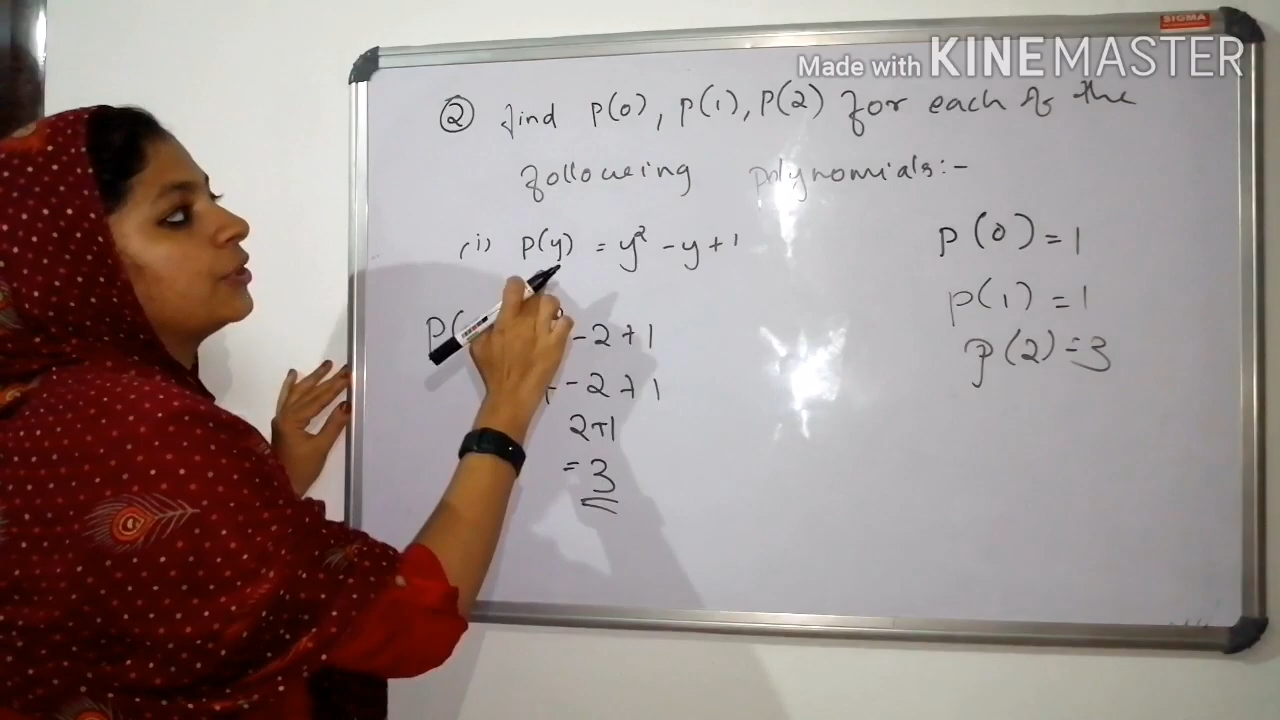 SIGMA
Made with KINEMASTER
② find P(0), P(1), P(2) for each of the
following polynomials:-
(i) P(y) = y² - y + 1
P(
- 2 + 1
- 2 + 1
2+1
= 3
P(0) = 1
P(1) = 1
P(2) = 3